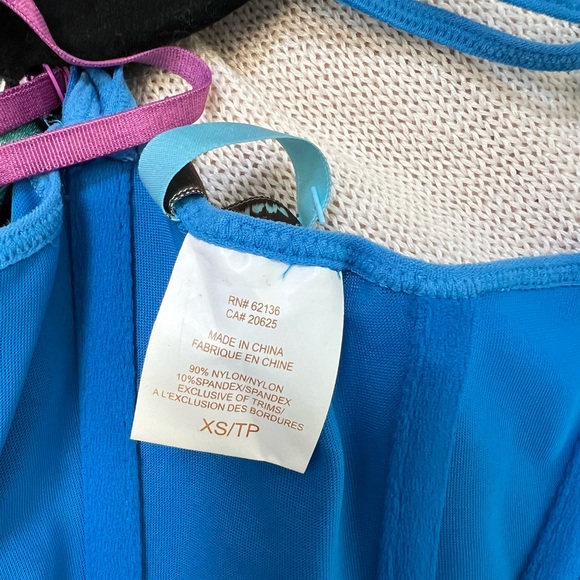 RN# 62136
CA# 20625
MADE IN CHINA
FABRIQUE EN CHINE
90% NYLON/NYLON
10%SPANDEX/SPANDEX
EXCLUSIVE OF TRIMS/
A L'EXCLUSION DES BORDURES
XS/TP